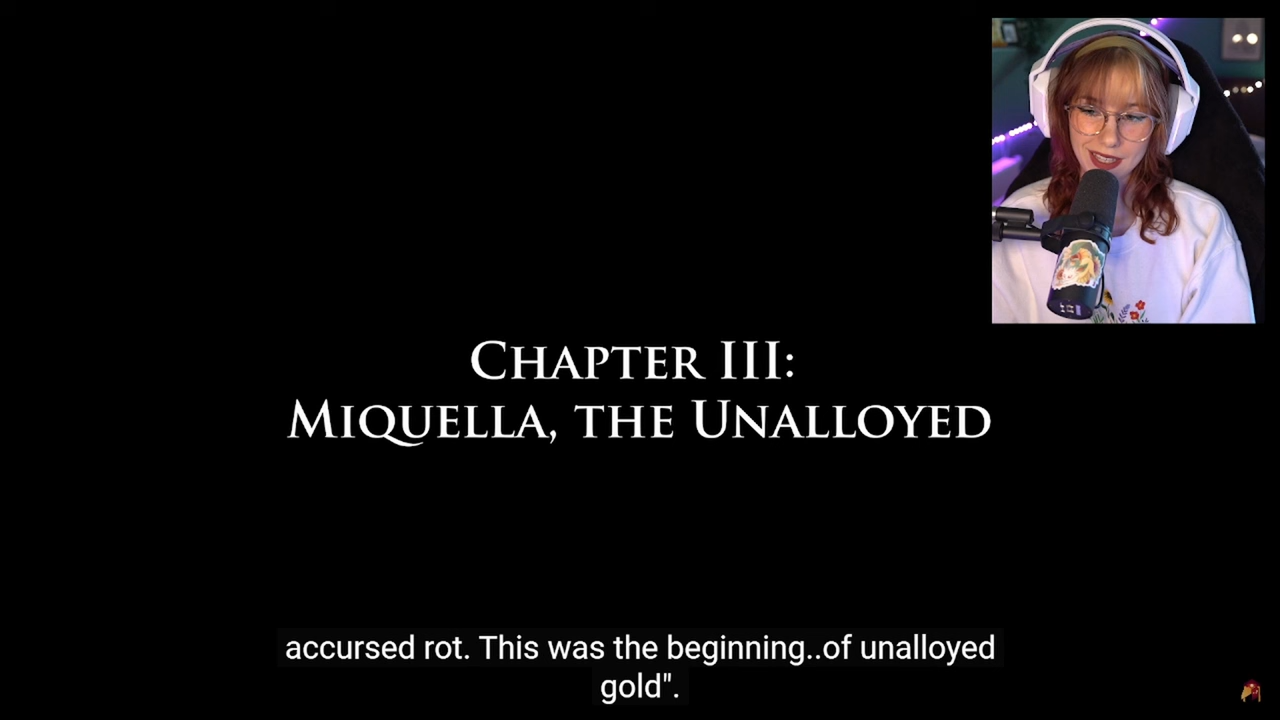 Chapter III:
Miquella, the Unalloyed
accursed rot. This was the beginning..of unalloyed
gold".